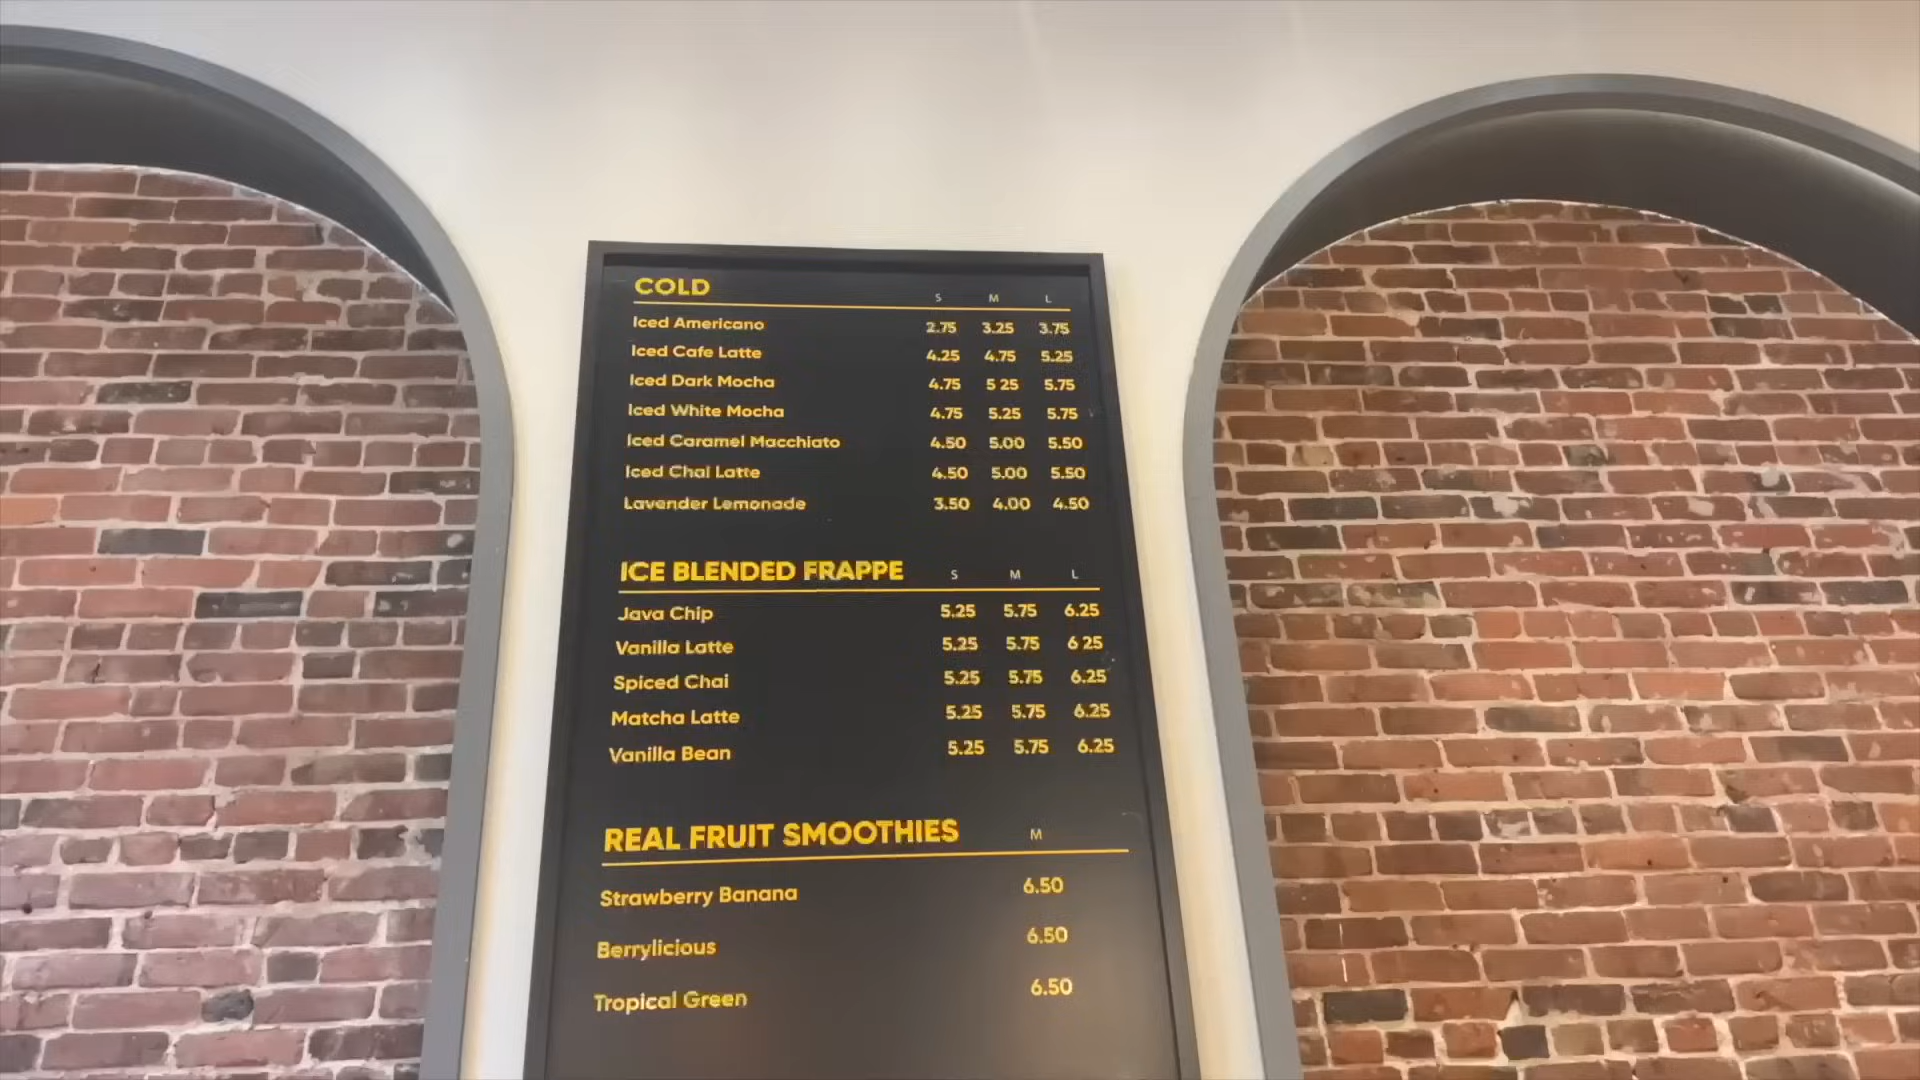 COLD S M L
Iced Americano 2.75 3.25 3.75
Iced Cafe Latte 4.25 4.75 5.25
Iced Dark Mocha 4.75 5 25 5.75
Iced White Mocha 4.75 5.25 5.75
Iced Caramel Macchiato 4.50 5.00 5.50
Iced Chai Latte 4.50 5.00 5.50
Lavender Lemonade 3.50 4.00 4.50
ICE BLENDED FRAPPE S M L
Java Chip 5.25 5.75 6.25
Vanilla Latte 5.25 5.75 6 25
Spiced Chai 5.25 5.75 6.25
Matcha Latte 5.25 5.75 6.25
Vanilla Bean 5.25 5.75 6.25
REAL FRUIT SMOOTHIES M
Strawberry Banana 6.50
Berrylicious 6.50
Tropical Green 6.50